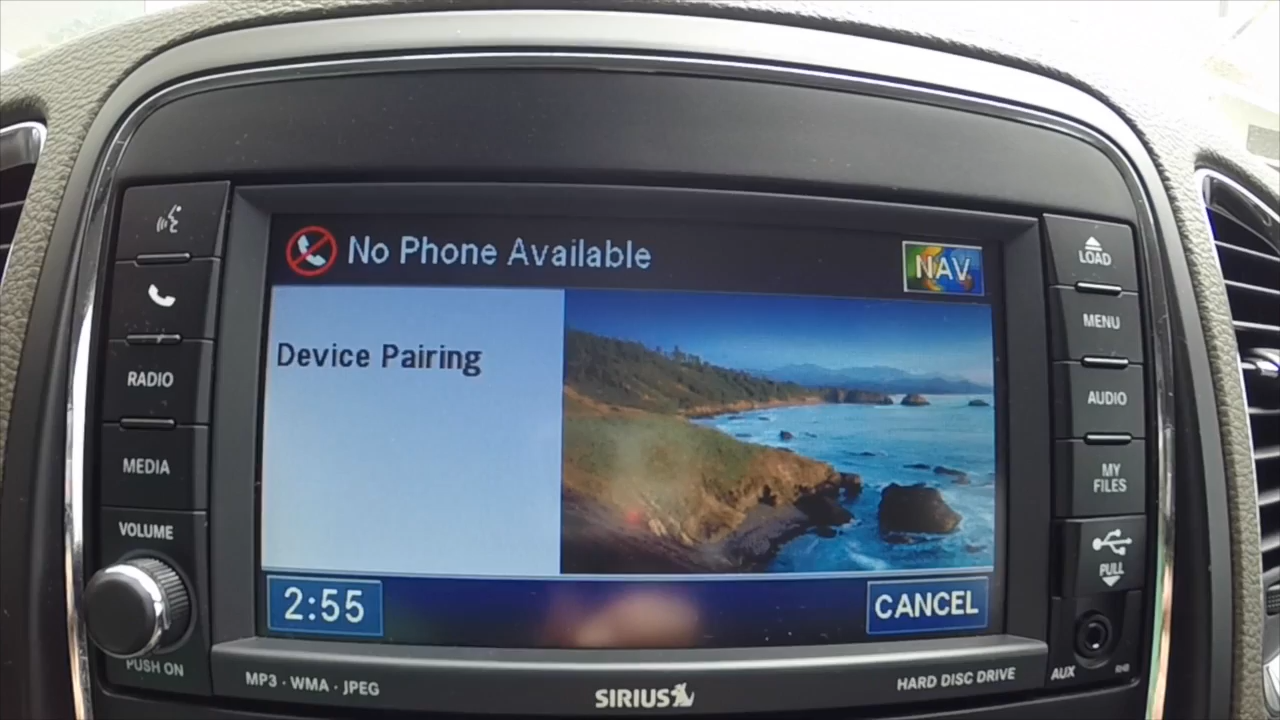 No Phone Available
NAV
Device Pairing
2:55
CANCEL
RADIO
MEDIA
VOLUME
PUSH ON
LOAD
MENU
AUDIO
MY
FILES
PULL
AUX
RHB
MP3 · WMA · JPEG
SIRIUS
HARD DISC DRIVE